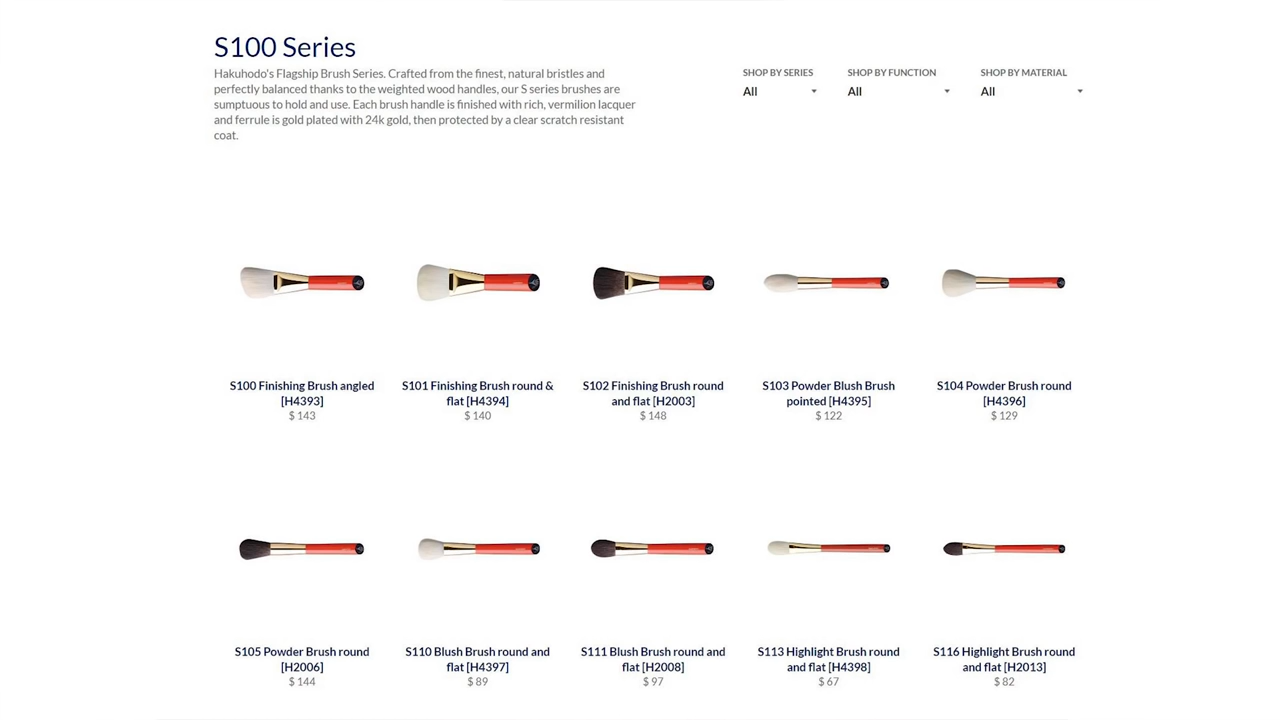 S100 Series
Hakuhodo's Flagship Brush Series. Crafted from the finest, natural bristles and
perfectly balanced thanks to the weighted wood handles, our S series brushes are
sumptuous to hold and use. Each brush handle is finished with rich, vermilion lacquer
and ferrule is gold plated with 24k gold, then protected by a clear scratch resistant
coat.
SHOP BY SERIES
All
SHOP BY FUNCTION
All
SHOP BY MATERIAL
All
S100 Finishing Brush angled
[H4393]
$ 143
S101 Finishing Brush round &
flat [H4394]
$ 140
S102 Finishing Brush round
and flat [H2003]
$ 148
S103 Powder Blush Brush
pointed [H4395]
$ 122
S104 Powder Brush round
[H4396]
$ 129
S105 Powder Brush round
[H2006]
$ 144
S110 Blush Brush round and
flat [H4397]
$ 89
S111 Blush Brush round and
flat [H2008]
$ 97
S113 Highlight Brush round
and flat [H4398]
$ 67
S116 Highlight Brush round
and flat [H2013]
$ 82